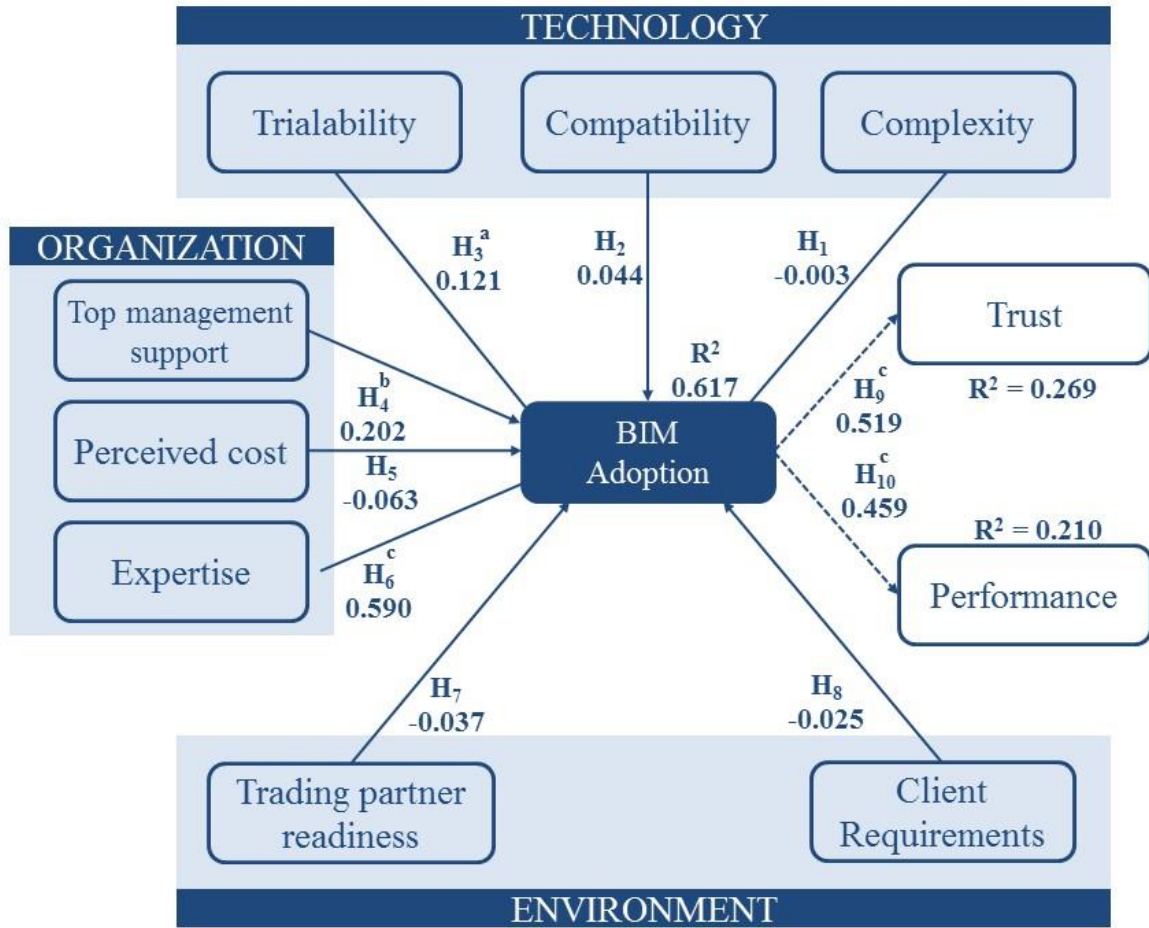 TECHNOLOGY
Trialability
Compatibility
Complexity
H₃ᵃ
0.121
H₂
0.044
H₁
-0.003
ORGANIZATION
Top management
support
Perceived cost
Expertise
H₄ᵇ
0.202
H₅
-0.063
H₆ᶜ
0.590
R²
0.617
BIM
Adoption
Trust
R² = 0.269
H₉ᶜ
0.519
H₁₀ᶜ
0.459
R² = 0.210
Performance
H₇
-0.037
H₈
-0.025
Trading partner
readiness
Client
Requirements
ENVIRONMENT